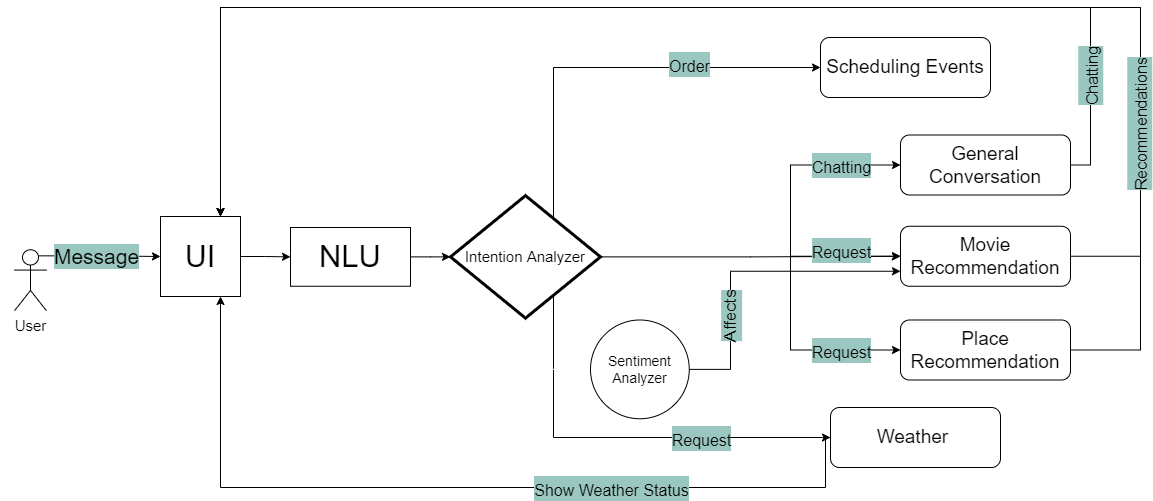 Order
Scheduling Events
Chatting
Recommendations
Chatting
General
Conversation
Message
UI
NLU
Intention Analyzer
Request
Movie
Recommendation
User
Affects
Sentiment
Analyzer
Request
Place
Recommendation
Request
Weather
Show Weather Status